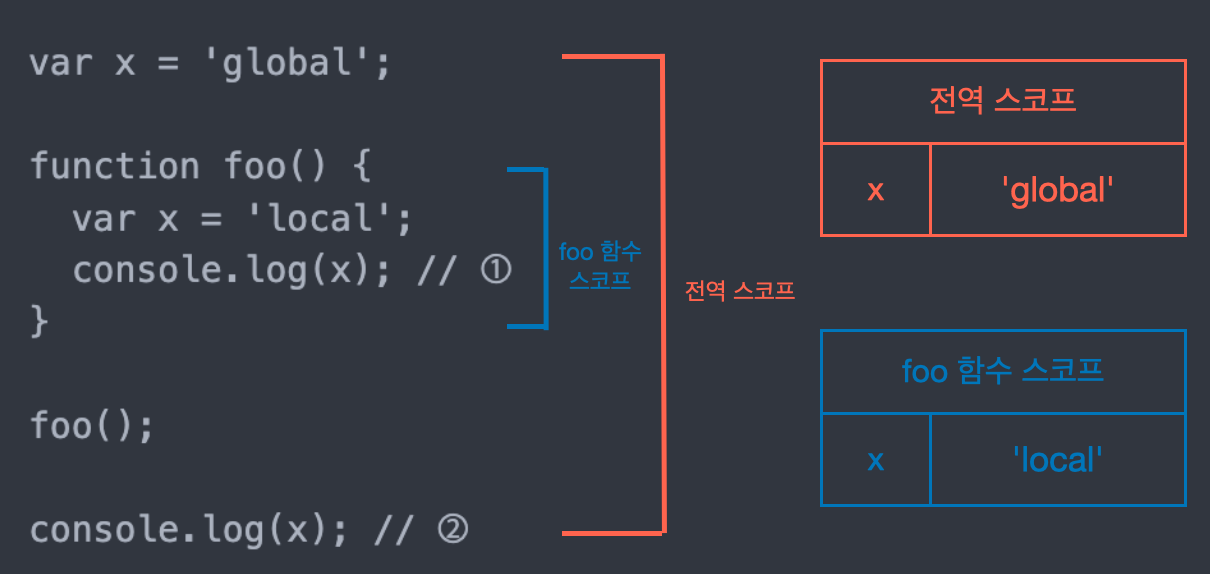 var x = 'global';
function foo() {
  var x = 'local';
  console.log(x); // ①
}
foo();
console.log(x); // ②
foo 함수
스코프
전역 스코프
전역 스코프
x 'global'
foo 함수 스코프
x 'local'